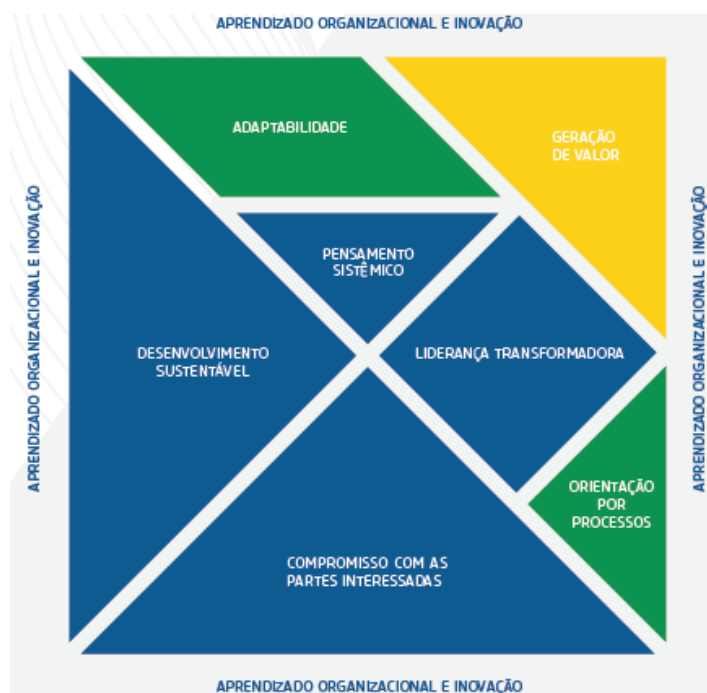 APRENDIZADO ORGANIZACIONAL E INOVAÇÃO
ADAPTABILIDADE
GERAÇÃO
DE VALOR
APRENDIZADO ORGANIZACIONAL E INOVAÇÃO
APRENDIZADO ORGANIZACIONAL E INOVAÇÃO
PENSAMENTO
SISTÊMICO
DESENVOLVIMENTO
SUSTENTÁVEL
LIDERANÇA TRANSFORMADORA
ORIENTAÇÃO
POR
PROCESSOS
COMPROMISSO COM AS
PARTES INTERESSADAS
APRENDIZADO ORGANIZACIONAL E INOVAÇÃO